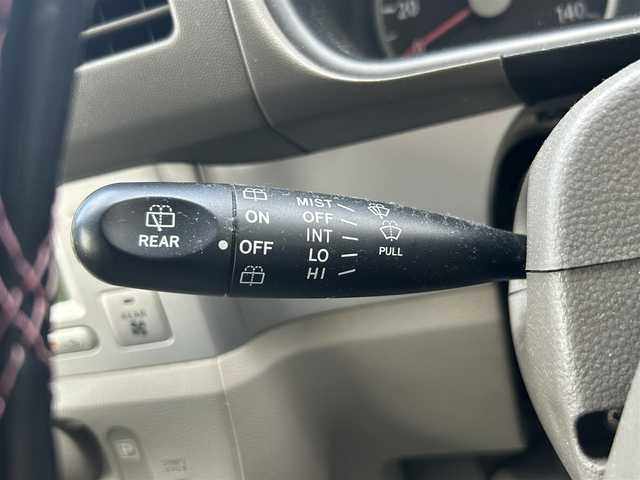 20
140
MIST
ON
OFF
REAR
OFF
INT
LO
HI
PULL
REAR
P